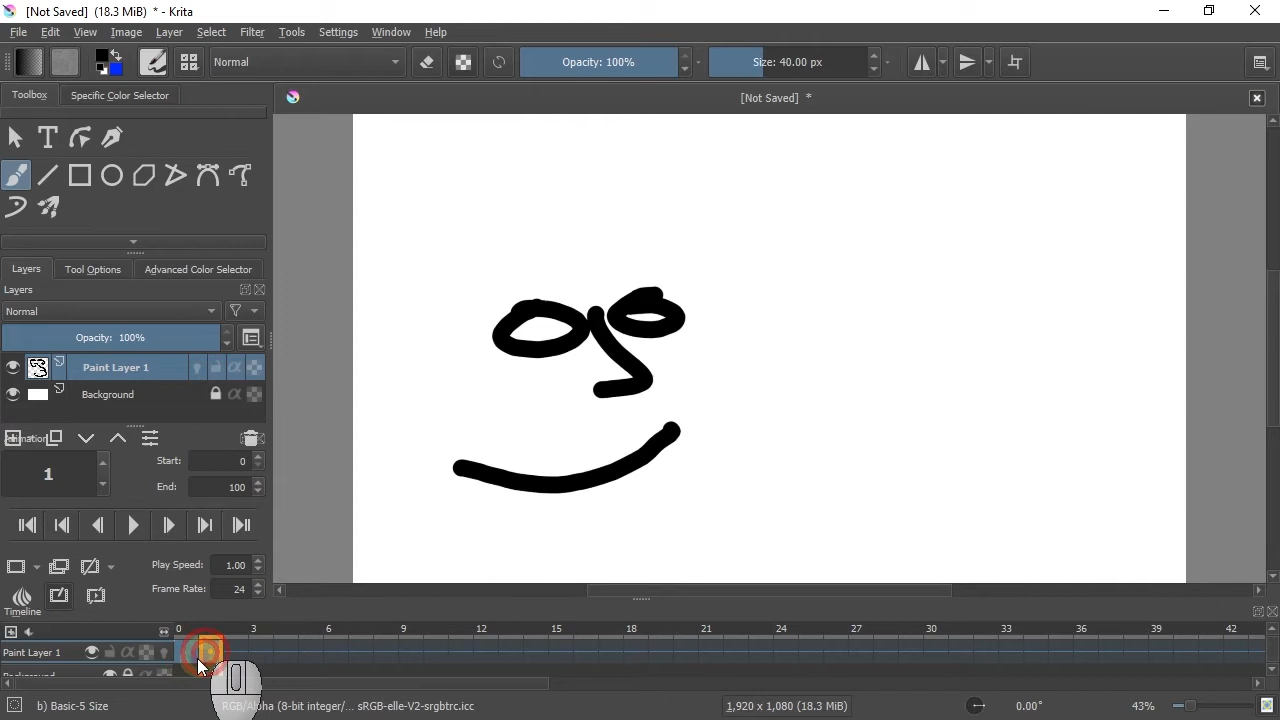 [Not Saved]  (18.3 MiB)  * - Krita
File Edit View Image Layer Select Filter Tools Settings Window Help
Normal Opacity: 100% Size: 40.00 px
Toolbox Specific Color Selector
[Not Saved]  *
T
Layers Tool Options Advanced Color Selector
Layers
Normal
Opacity:  100%
Paint Layer 1
Background
Animation
1 Start: 0
End: 100
Play Speed: 1.00
Frame Rate: 24
Timeline
0 3 6 9 12 15 18 21 24 27 30 33 36 39 42
Paint Layer 1
Background
b) Basic-5 Size RGB/Alpha (8-bit integer/... sRGB-elle-V2-srgbtrc.icc 1,920 x 1,080 (18.3 MiB) 0.00° 43%